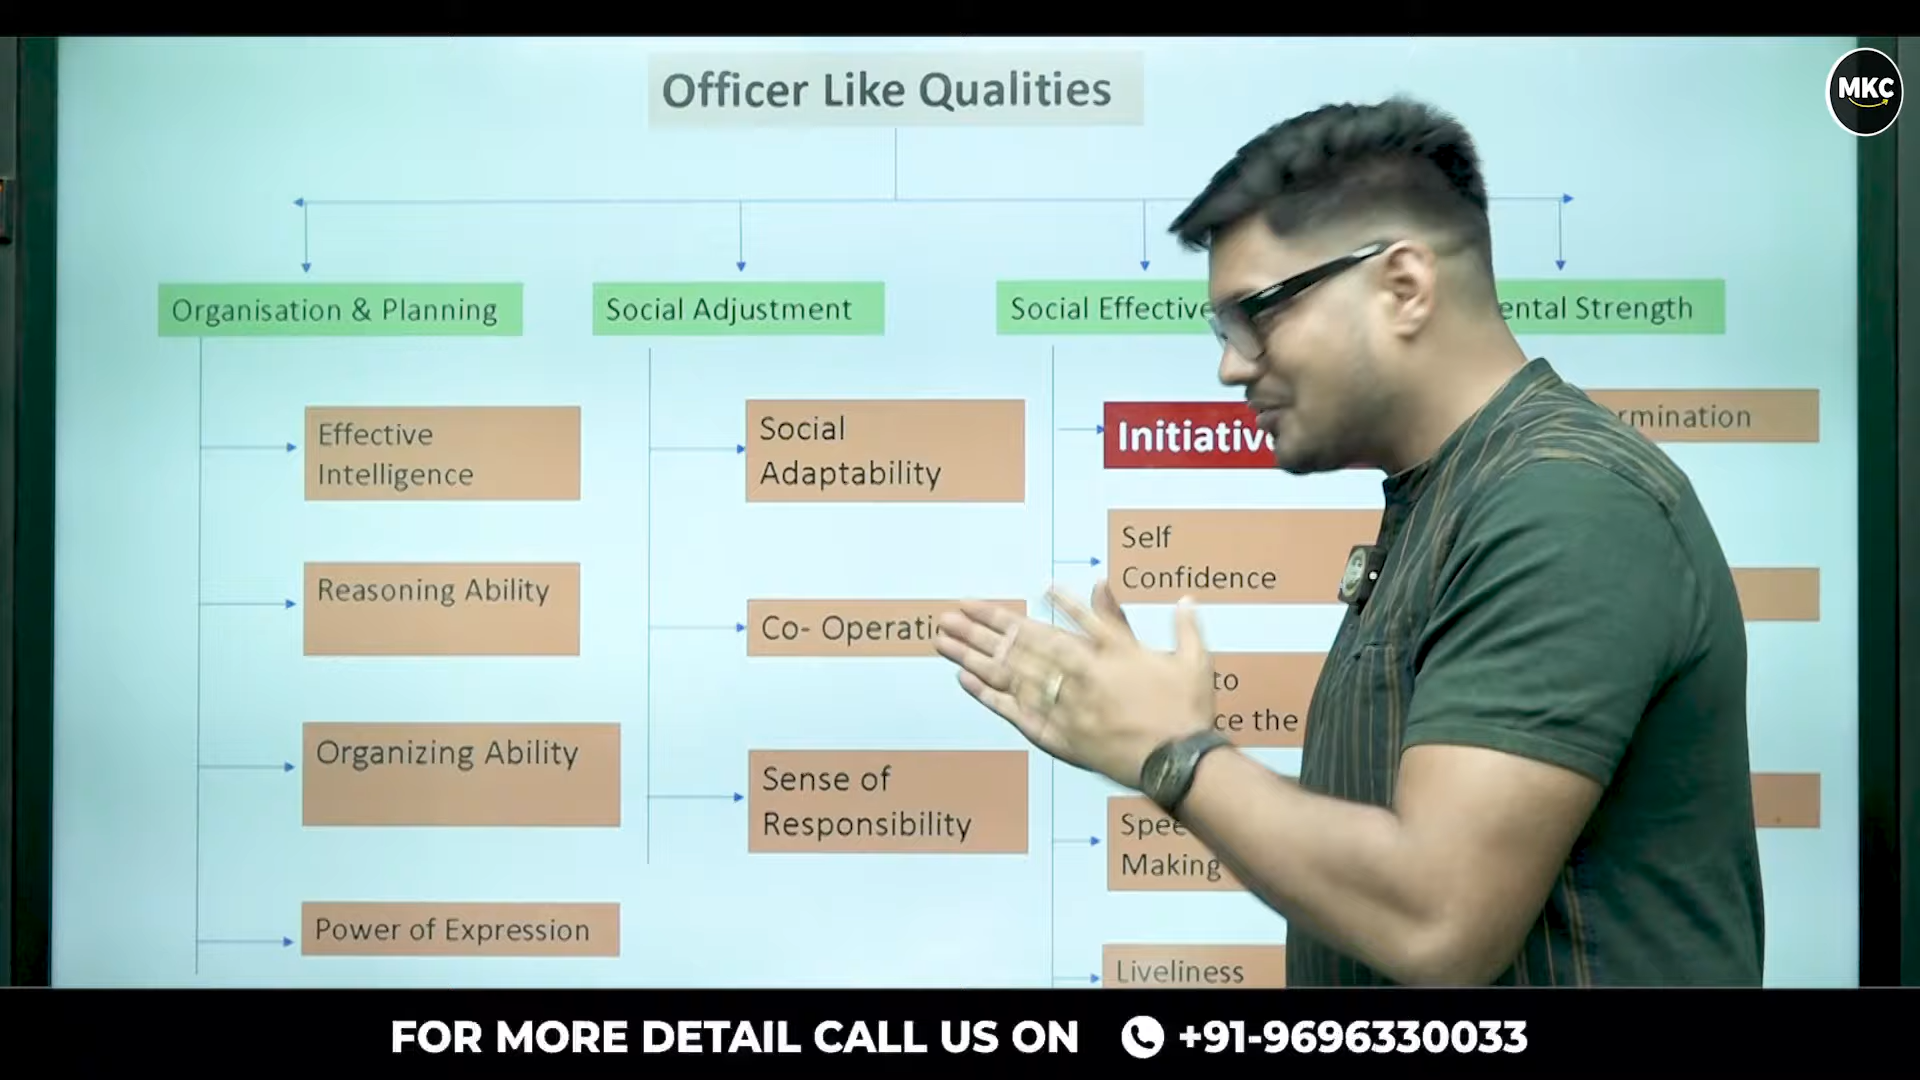 Officer Like Qualities
MKC
Organisation & Planning
Social Adjustment
Social Effective
ental Strength
Effective
Intelligence
Reasoning Ability
Organizing Ability
Power of Expression
Social
Adaptability
Co- Operati
Sense of
Responsibility
Initiative
Self
Confidence
to
ce the
Spee
Making
Liveliness
rmination
FOR MORE DETAIL CALL US ON +91-9696330033